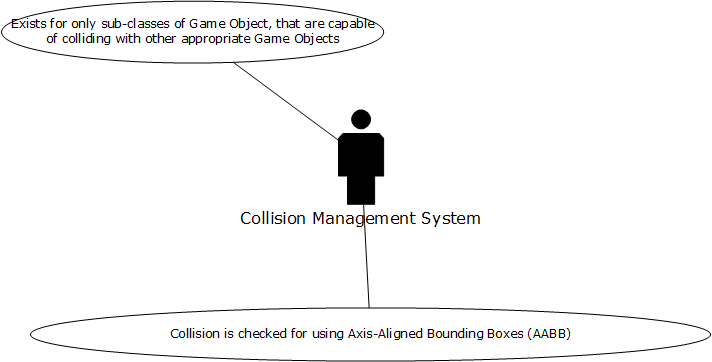 Exists for only sub-classes of Game Object, that are capable
of colliding with other appropriate Game Objects
Collision Management System
Collision is checked for using Axis-Aligned Bounding Boxes (AABB)